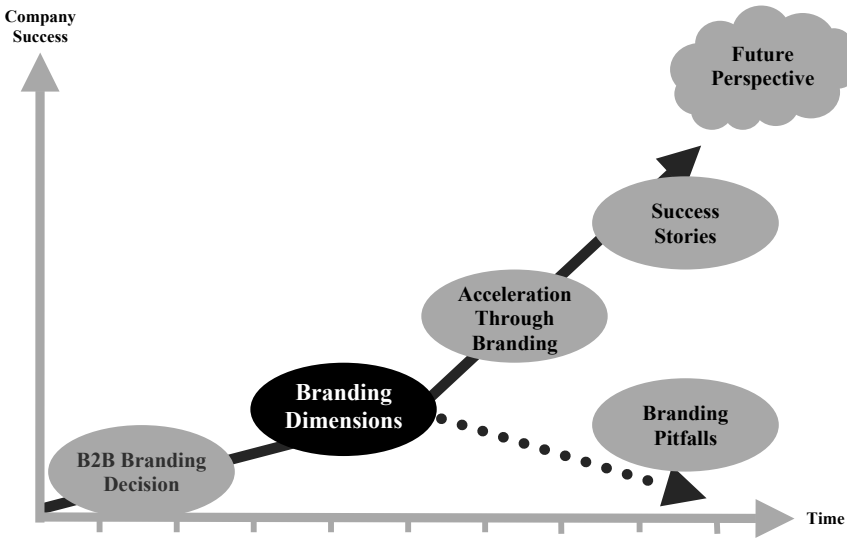 Company
Success
Future
Perspective
Success
Stories
Acceleration
Through
Branding
Branding
Dimensions
Branding
Pitfalls
B2B Branding
Decision
Time